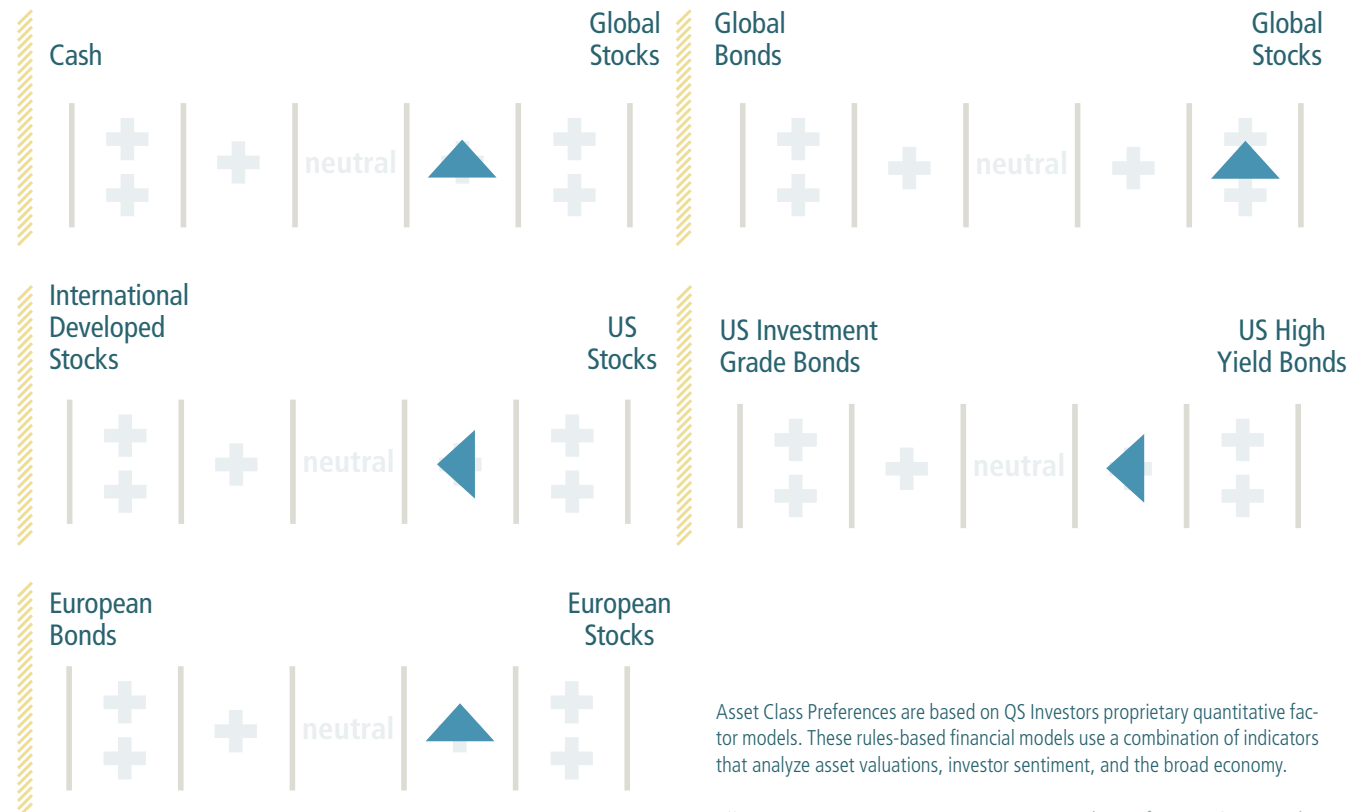 Cash
Global
Stocks
neutral
Global
Bonds
Global
Stocks
neutral
International
Developed
Stocks
US
Stocks
neutral
US Investment
Grade Bonds
US High
Yield Bonds
neutral
European
Bonds
European
Stocks
neutral
Asset Class Preferences are based on QS Investors proprietary quantitative fac-
tor models. These rules-based financial models use a combination of indicators
that analyze asset valuations, investor sentiment, and the broad economy.